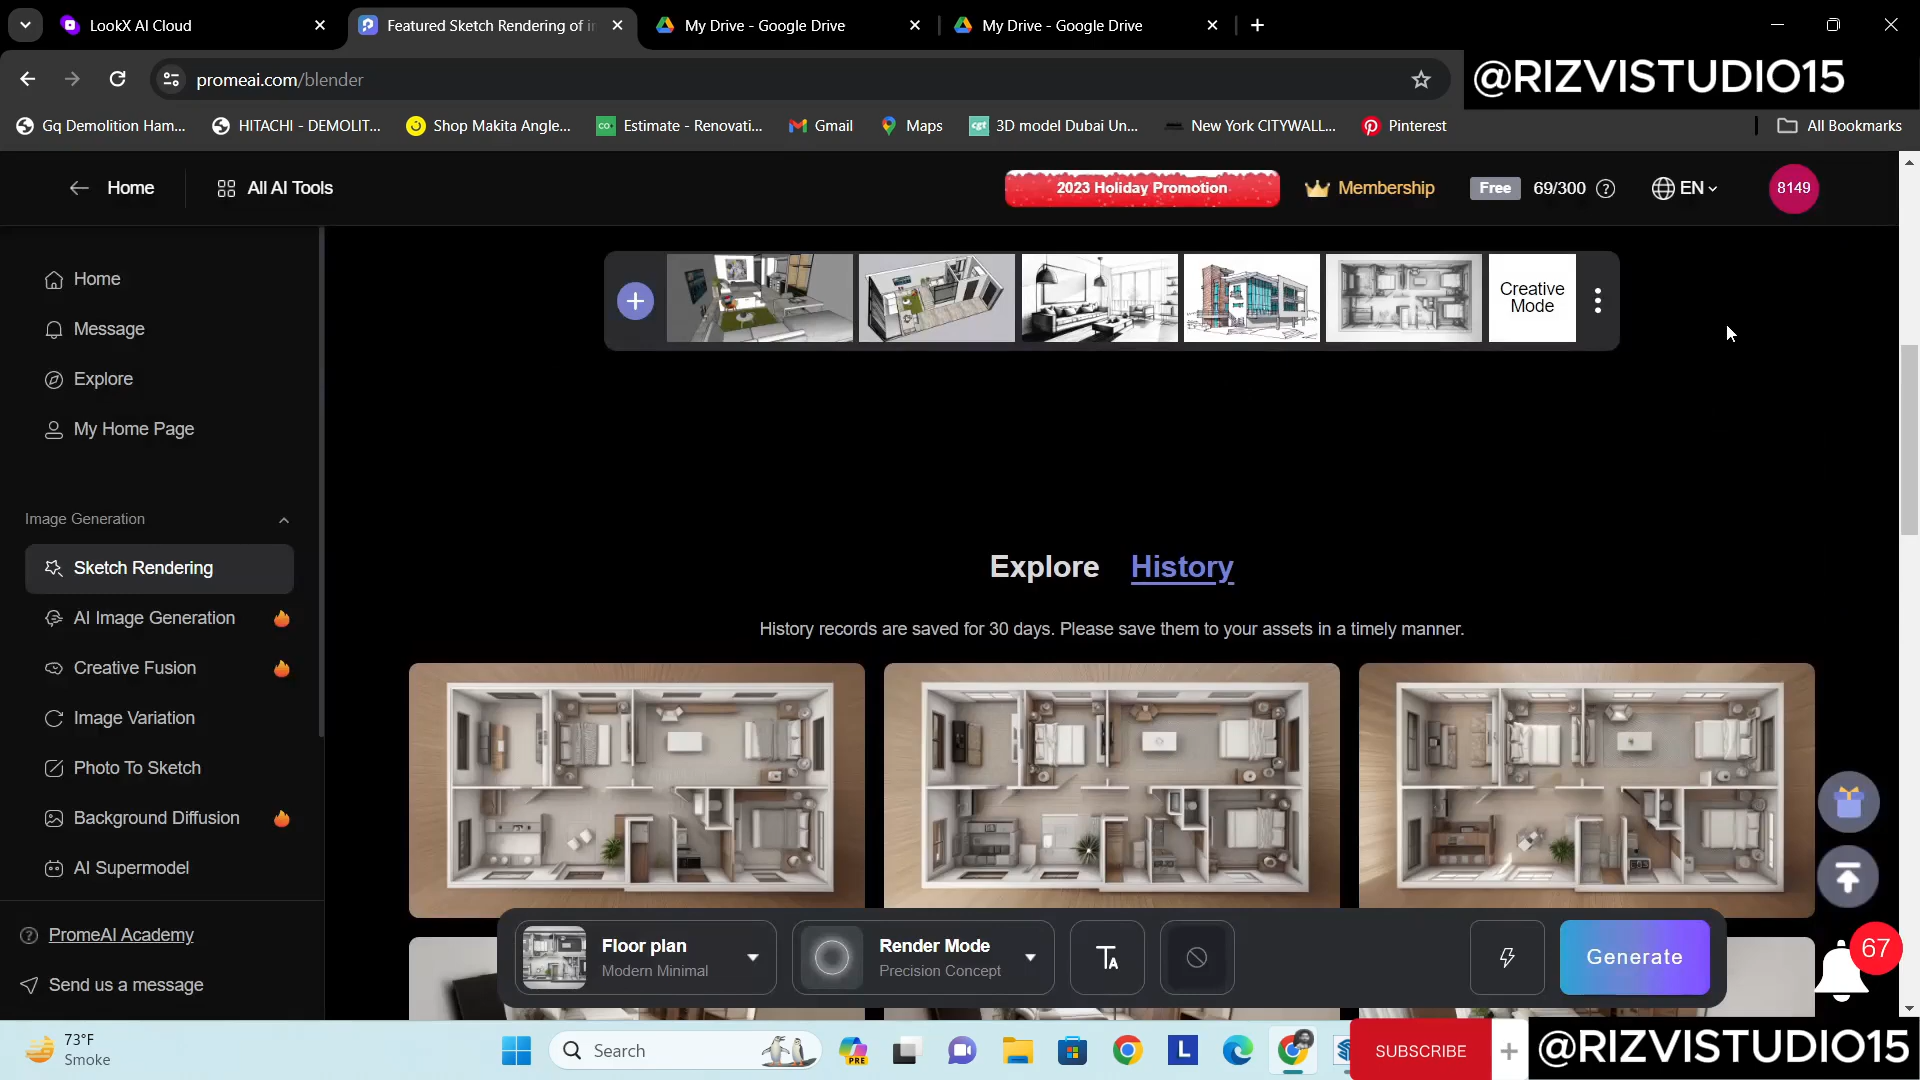 LookX AI Cloud
Featured Sketch Rendering of in
My Drive - Google Drive
My Drive - Google Drive
promeai.com/blender
@RIZVISTUDIO15
Gq Demolition Ham...
HITACHI - DEMOLIT...
Shop Makita Angle...
Estimate - Renovati...
Gmail
Maps
cgt
3D model Dubai Un...
New York CITYWALL...
Pinterest
All Bookmarks
Home
All AI Tools
2023 Holiday Promotion
Membership
Free
69/300
EN
8149
Home
Message
Explore
My Home Page
Creative
Mode
Image Generation
Sketch Rendering
AI Image Generation
Creative Fusion
Image Variation
Photo To Sketch
Background Diffusion
AI Supermodel
PromeAI Academy
Send us a message
Explore
History
History records are saved for 30 days. Please save them to your assets in a timely manner.
Floor plan
Modern Minimal
Render Mode
Precision Concept
Generate
67
73°F
Smoke
Search
PRE
L
SUBSCRIBE
@RIZVISTUDIO15